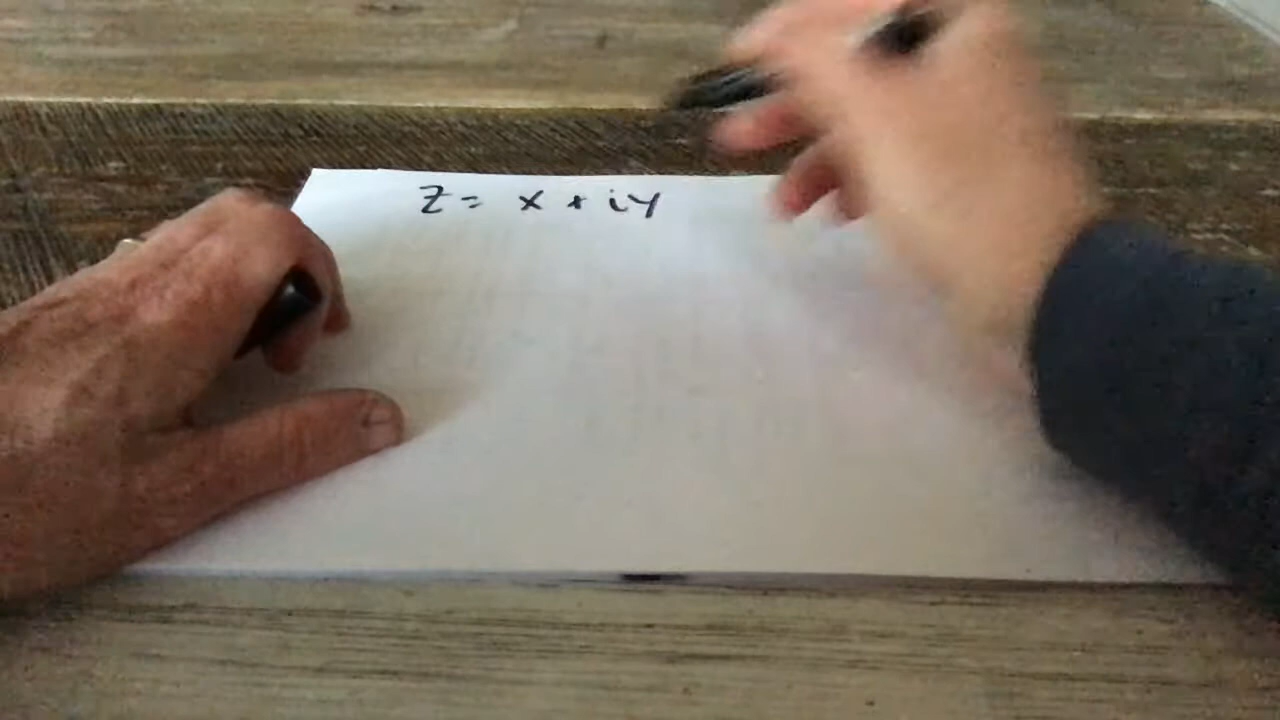 z = x + iy